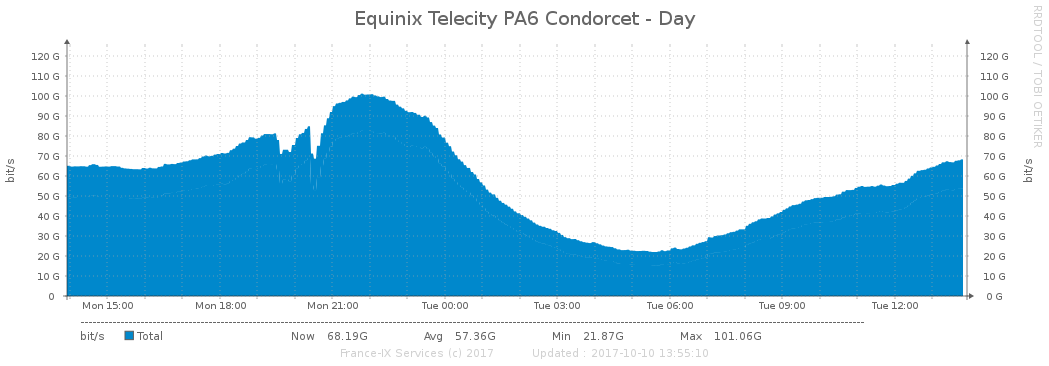 Equinix Telecity PA6 Condorcet - Day
RRDTOOL / TOBI OETIKER
120 G 120 G
110 G 110 G
100 G 100 G
90 G 90 G
80 G 80 G
70 G 70 G
60 G 60 G
50 G 50 G
40 G 40 G
30 G 30 G
20 G 20 G
10 G 10 G
0 0 G
bit/s
bit/s
Mon 15:00 Mon 18:00 Mon 21:00 Tue 00:00 Tue 03:00 Tue 06:00 Tue 09:00 Tue 12:00
bit/s Total Now 68.19G Avg 57.36G Min 21.87G Max 101.06G
France-IX Services (c) 2017 Updated : 2017-10-10 13:55:10